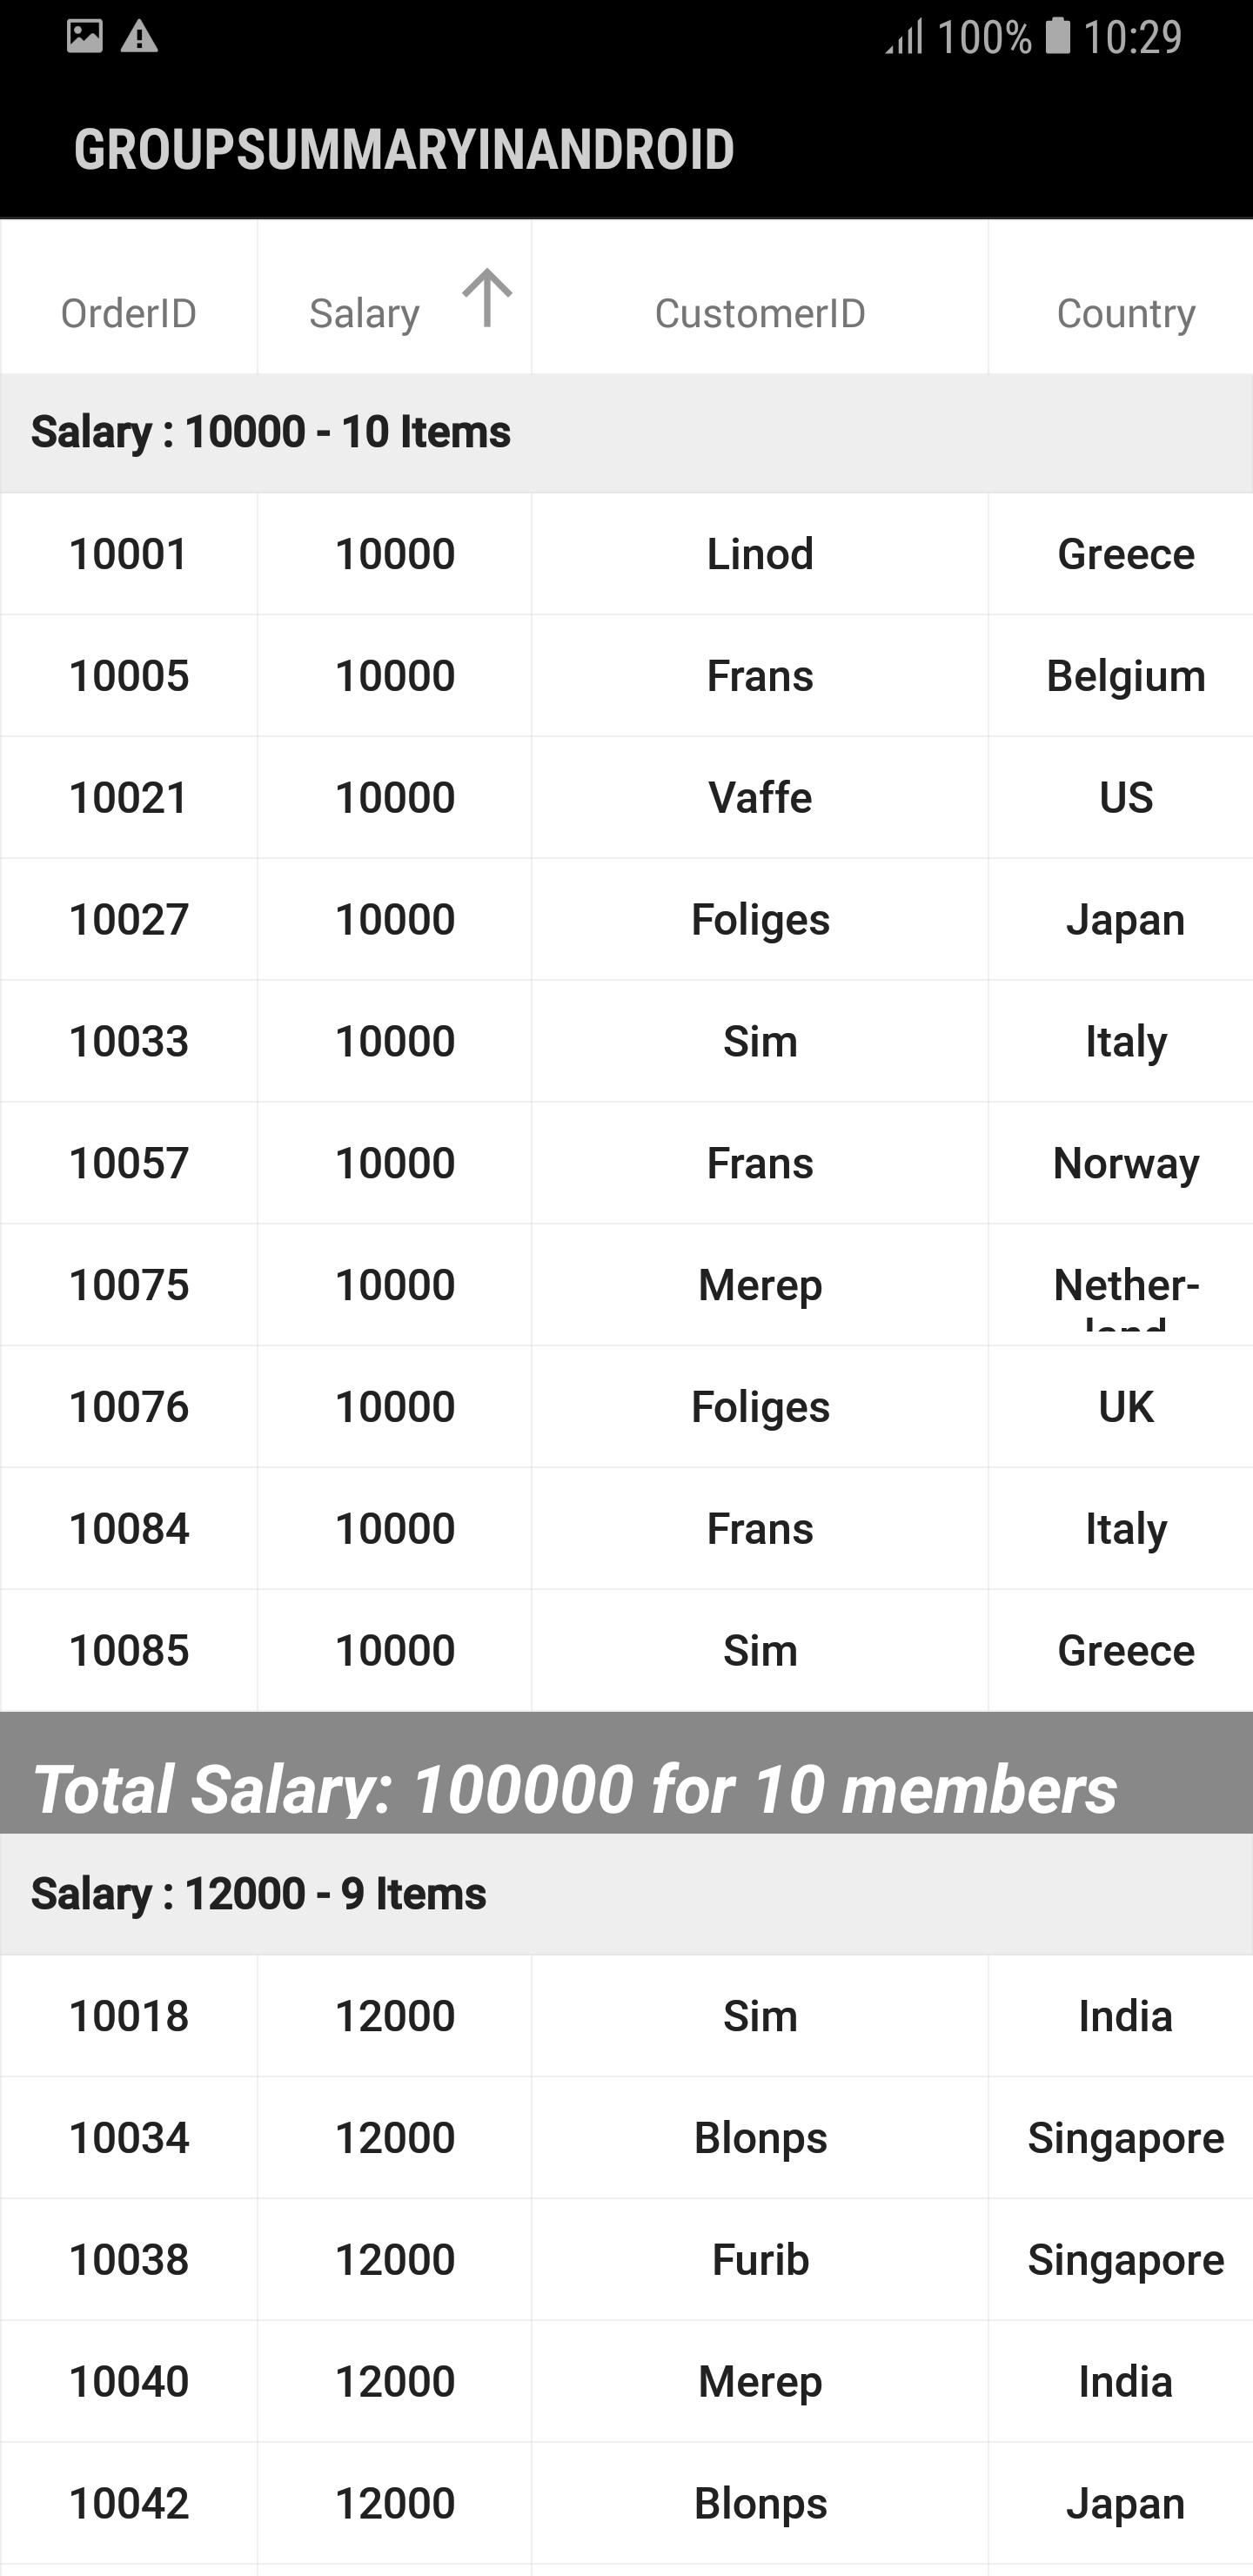 100% 10:29
GROUPSUMMARYINANDROID
OrderID Salary CustomerID Country
Salary : 10000 - 10 Items
10001 10000 Linod Greece
10005 10000 Frans Belgium
10021 10000 Vaffe US
10027 10000 Foliges Japan
10033 10000 Sim Italy
10057 10000 Frans Norway
10075 10000 Merep Nether-
land
10076 10000 Foliges UK
10084 10000 Frans Italy
10085 10000 Sim Greece
Total Salary: 100000 for 10 members
Salary : 12000 - 9 Items
10018 12000 Sim India
10034 12000 Blonps Singapore
10038 12000 Furib Singapore
10040 12000 Merep India
10042 12000 Blonps Japan